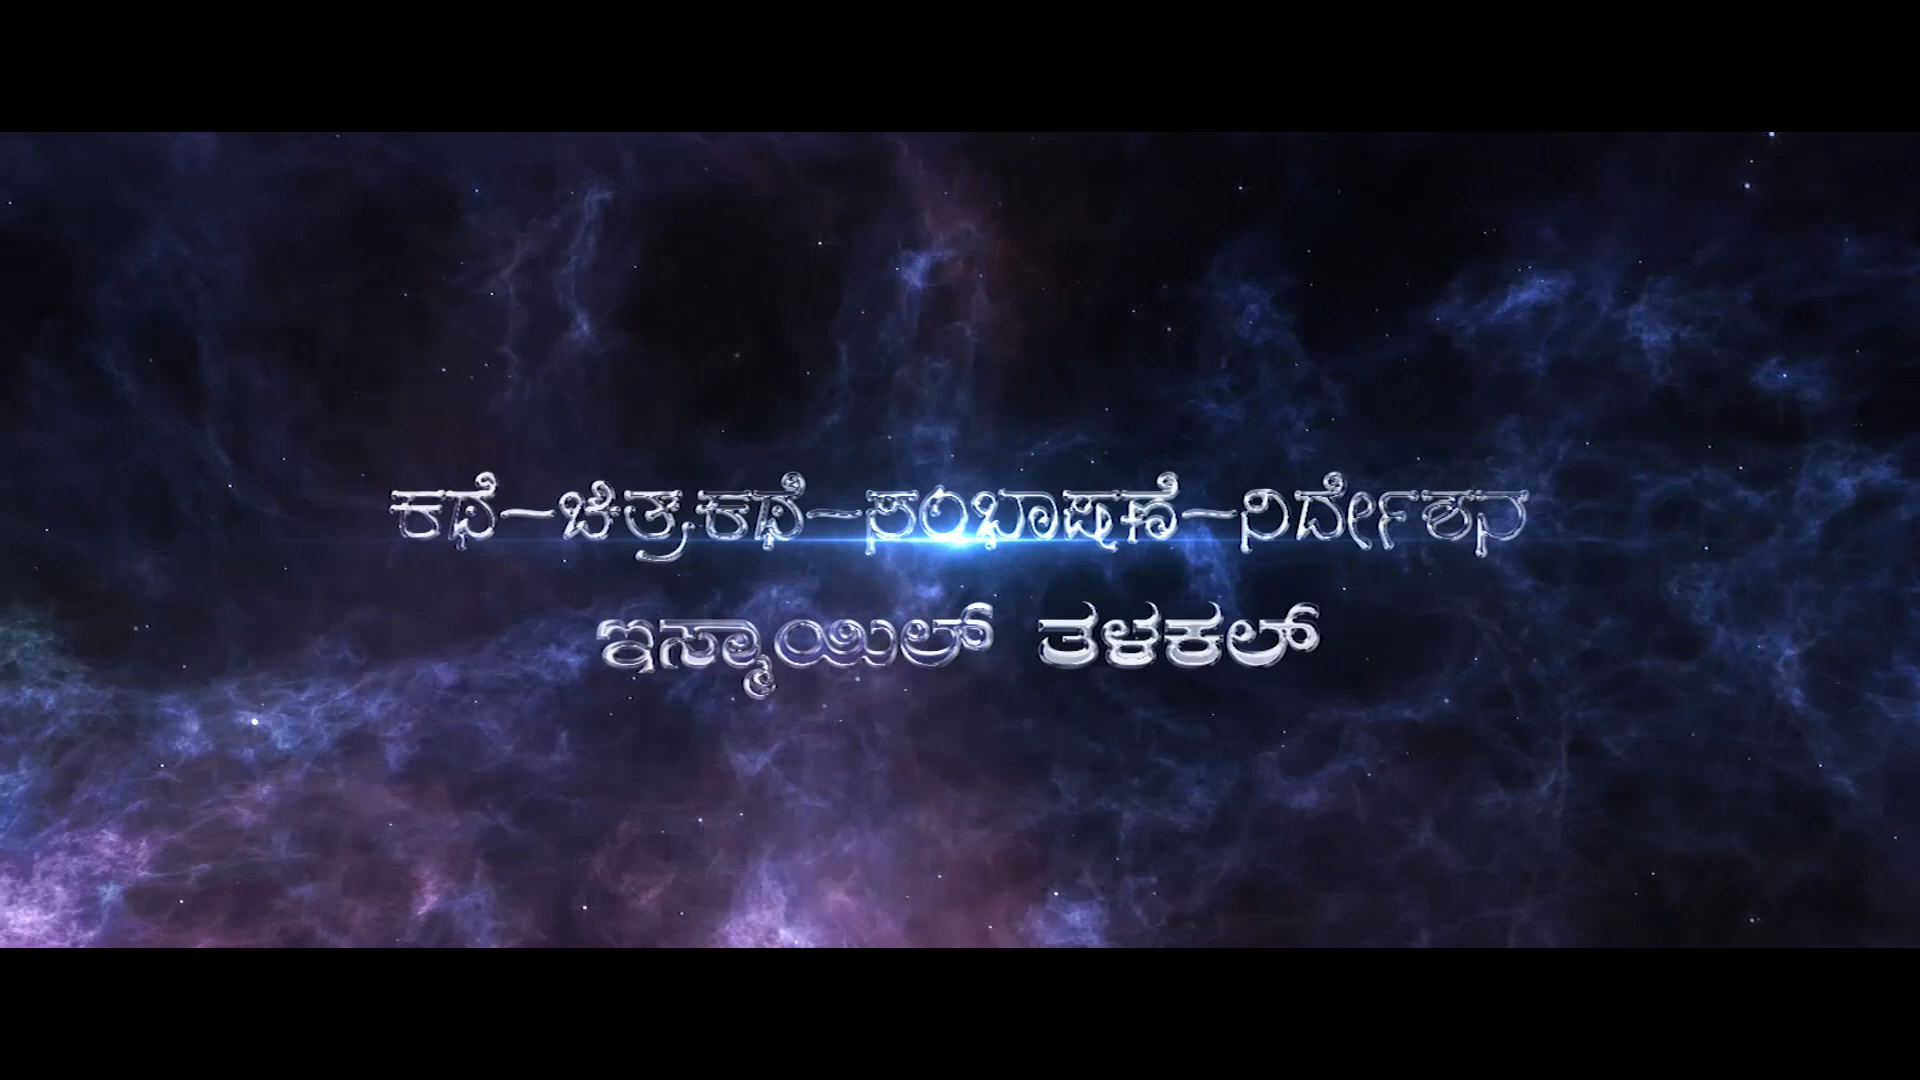 ಕಥೆ-ಚಿತ್ರಕಥೆ-ಸಂಭಾಷಣೆ-ನಿರ್ದೇಶನ
ಇಸ್ಮಾಯಿಲ್ ತಳಕಲ್